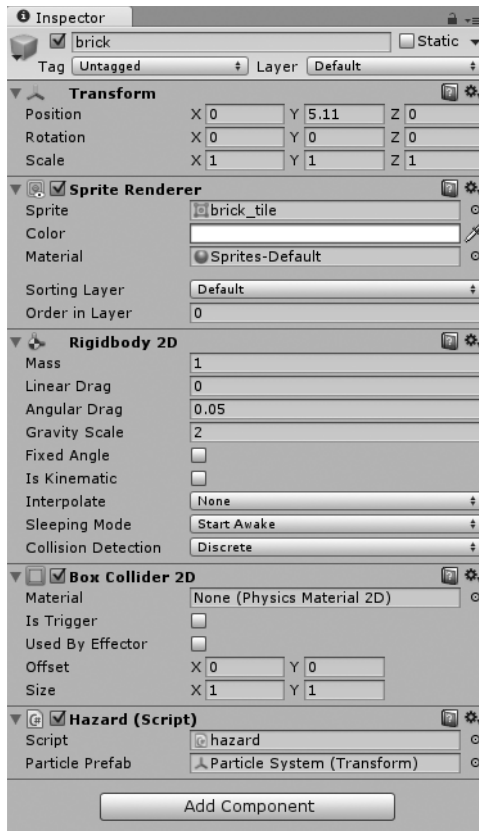 Inspector
brick Static
Tag Untagged Layer Default
Transform
Position X 0 Y 5.11 Z 0
Rotation X 0 Y 0 Z 0
Scale X 1 Y 1 Z 1
Sprite Renderer
Sprite brick_tile
Color
Material Sprites-Default
Sorting Layer Default
Order in Layer 0
Rigidbody 2D
Mass 1
Linear Drag 0
Angular Drag 0.05
Gravity Scale 2
Fixed Angle
Is Kinematic
Interpolate None
Sleeping Mode Start Awake
Collision Detection Discrete
Box Collider 2D
Material None (Physics Material 2D)
Is Trigger
Used By Effector
Offset X 0 Y 0
Size X 1 Y 1
Hazard (Script)
Script hazard
Particle Prefab Particle System (Transform)
Add Component